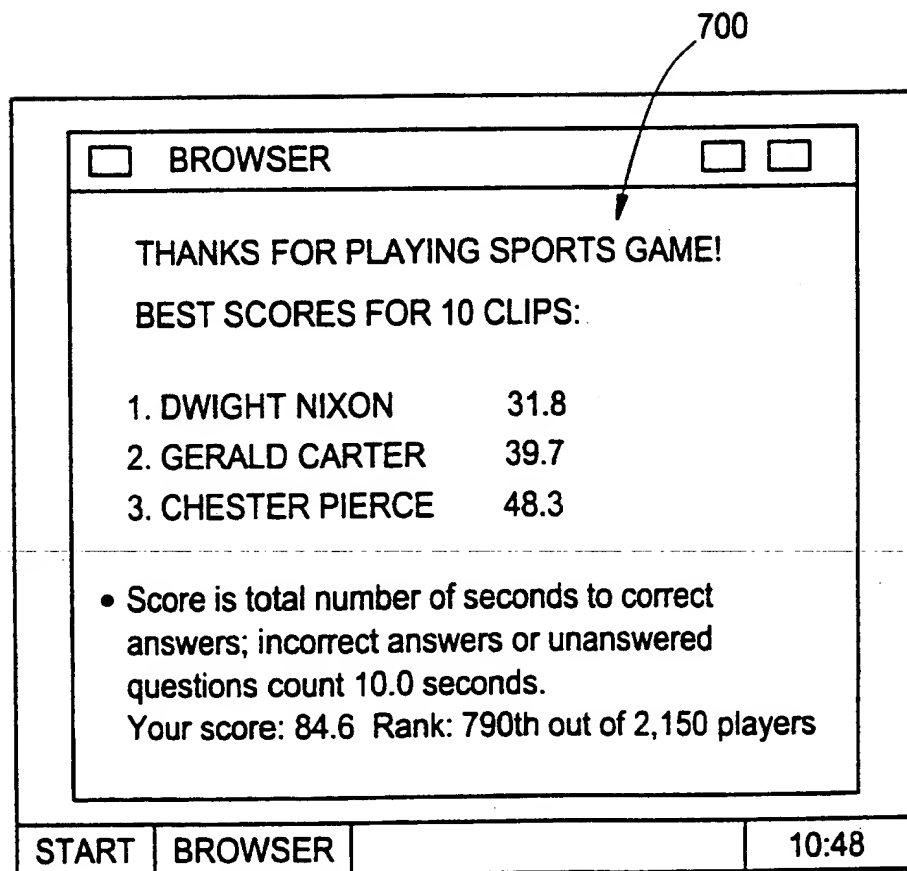 700
BROWSER
THANKS FOR PLAYING SPORTS GAME!
BEST SCORES FOR 10 CLIPS:
1. DWIGHT NIXON 31.8
2. GERALD CARTER 39.7
3. CHESTER PIERCE 48.3
• Score is total number of seconds to correct
answers; incorrect answers or unanswered
questions count 10.0 seconds.
Your score: 84.6 Rank: 790th out of 2,150 players
START BROWSER 10:48